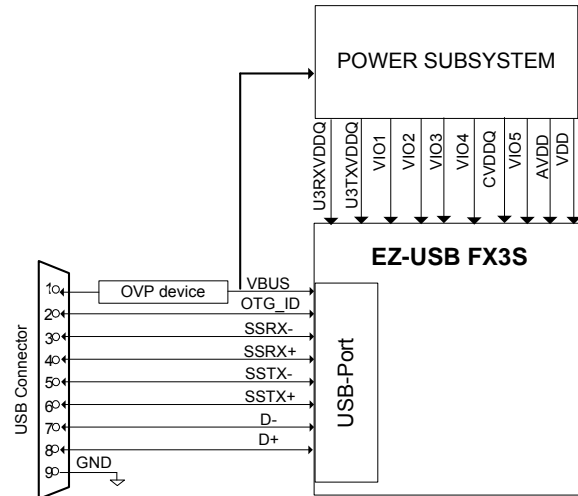 POWER SUBSYSTEM
U3RXVDDQ
U3TXVDDQ
VIO1
VIO2
VIO3
VIO4
CVDDQ
VIO5
AVDD
VDD
EZ-USB FX3S
USB Connector
1
OVP device
VBUS
2
OTG_ID
3
SSRX-
4
SSRX+
5
SSTX-
6
SSTX+
7
D-
8
D+
9
GND
USB-Port